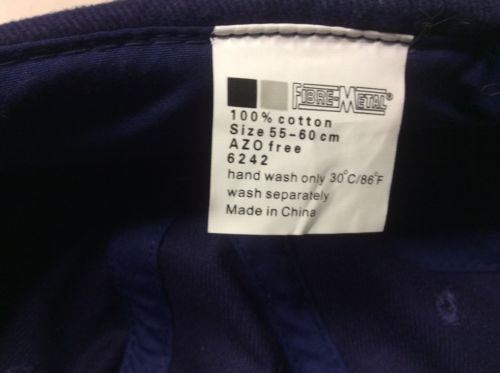 FIBRE-METAL®
100% cotton
Size 55-60 cm
AZO free
6242
hand wash only 30°C/86°F
wash separately
Made in China